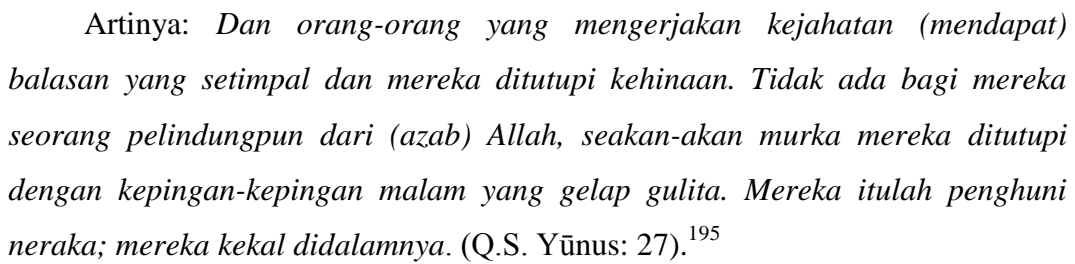 Artinya: Dan orang-orang yang mengerjakan kejahatan (mendapat)
balasan yang setimpal dan mereka ditutupi kehinaan. Tidak ada bagi mereka
seorang pelindungpun dari (azab) Allah, seakan-akan murka mereka ditutupi
dengan kepingan-kepingan malam yang gelap gulita. Mereka itulah penghuni
neraka; mereka kekal didalamnya. (Q.S. Yūnus: 27).195